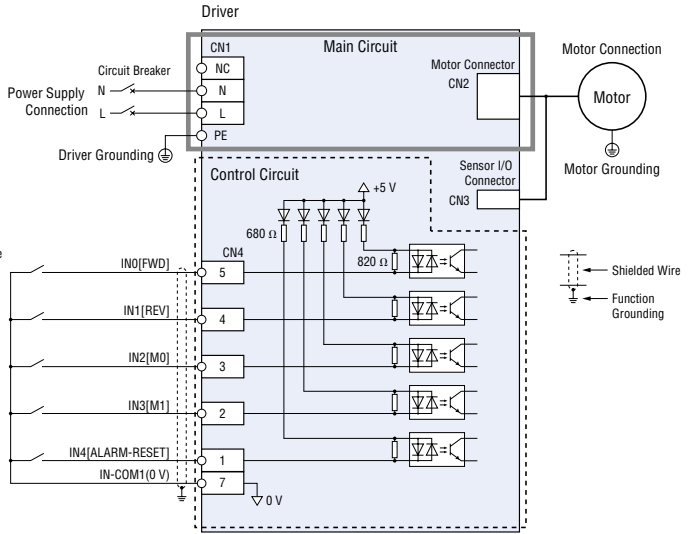 Driver
CN1
Main Circuit
NC
N
L
PE
Circuit Breaker
Power Supply
Connection
N
L
Driver Grounding
Motor Connector
CN2
Motor Connection
Motor
Motor Grounding
Sensor I/O
Connector
CN3
Control Circuit
+5 V
680 Ω
820 Ω
CN4
IN0[FWD]
5
IN1[REV]
4
IN2[M0]
3
IN3[M1]
2
IN4[ALARM-RESET]
1
IN-COM1(0 V)
7
0 V
Shielded Wire
Function
Grounding